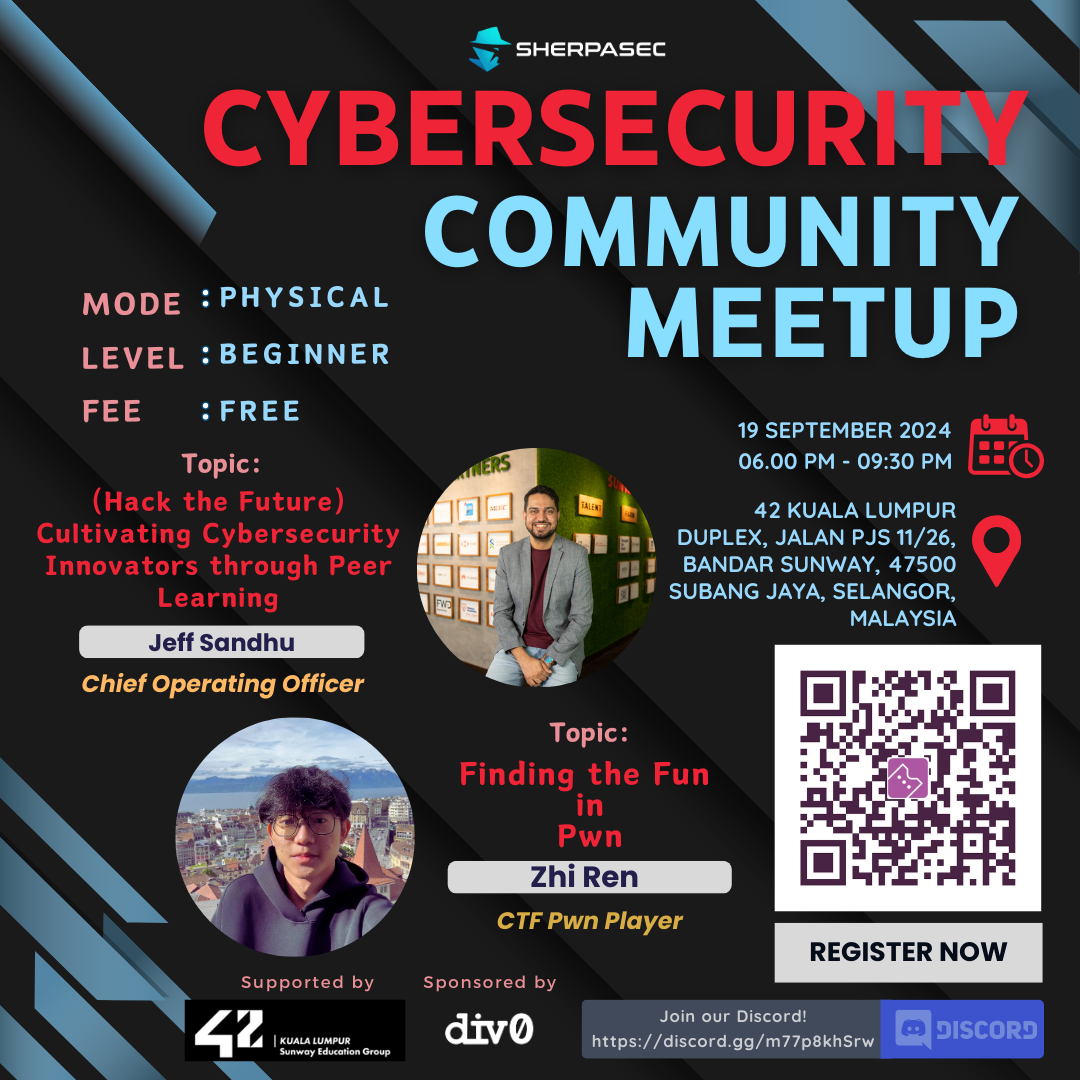 SHERPASEC
CYBERSECURITY
COMMUNITY
MEETUP
MODE : PHYSICAL
LEVEL : BEGINNER
FEE : FREE
19 SEPTEMBER 2024
06.00 PM - 09:30 PM
42 KUALA LUMPUR
DUPLEX, JALAN PJS 11/26,
BANDAR SUNWAY, 47500
SUBANG JAYA, SELANGOR,
MALAYSIA
Topic:
(Hack the Future)
Cultivating Cybersecurity
Innovators through Peer
Learning
Jeff Sandhu
Chief Operating Officer
TALENT
FWD
Topic:
Finding the Fun
in
Pwn
Zhi Ren
CTF Pwn Player
REGISTER NOW
Supported by
42 | KUALA LUMPUR
Sunway Education Group
Sponsored by
div0
Join our Discord!
https://discord.gg/m77p8khSrw
DISCORD